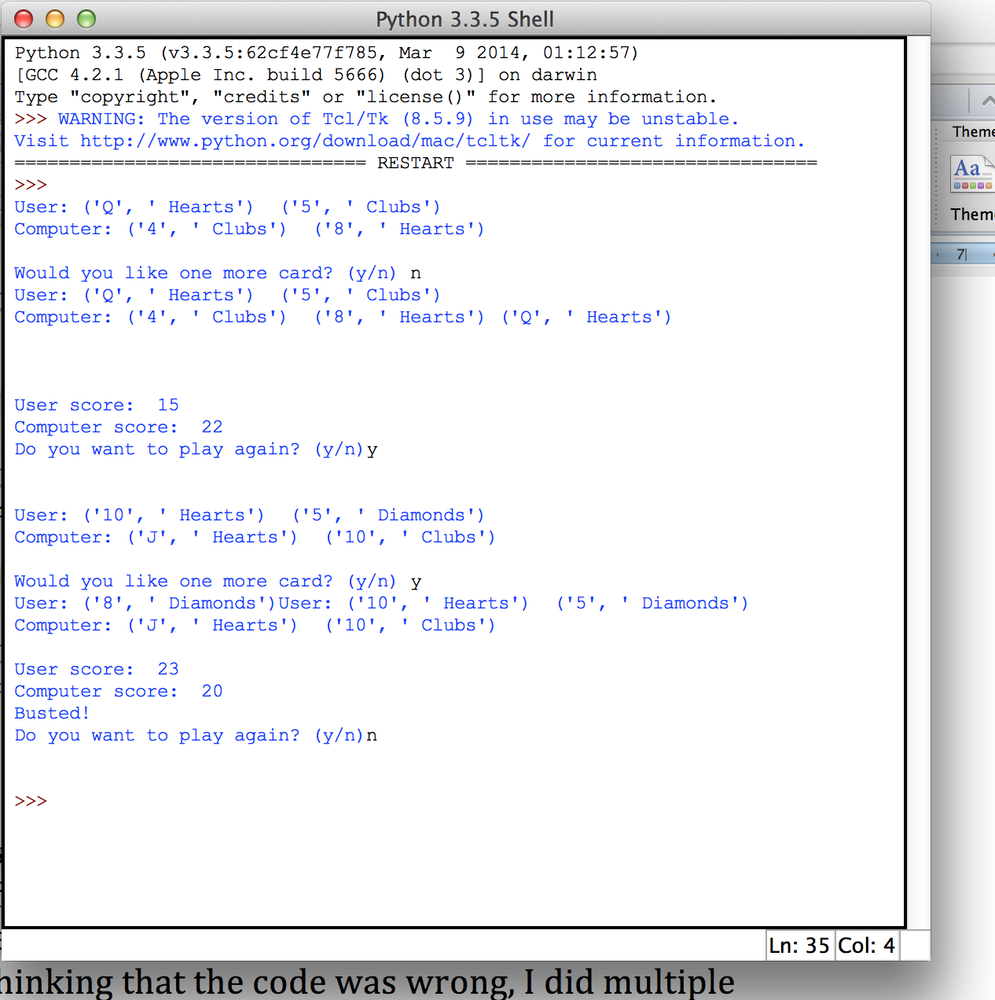 Python 3.3.5 Shell
Python 3.3.5 (v3.3.5:62cf4e77f785, Mar  9 2014, 01:12:57)
[GCC 4.2.1 (Apple Inc. build 5666) (dot 3)] on darwin
Type "copyright", "credits" or "license()" for more information.
>>> WARNING: The version of Tcl/Tk (8.5.9) in use may be unstable.
Visit http://www.python.org/download/mac/tcltk/ for current information.
================================ RESTART ================================
>>>
User: ('Q', ' Hearts')  ('5', ' Clubs')
Computer: ('4', ' Clubs')  ('8', ' Hearts')
Would you like one more card? (y/n) n
User: ('Q', ' Hearts')  ('5', ' Clubs')
Computer: ('4', ' Clubs')  ('8', ' Hearts') ('Q', ' Hearts')
User score:  15
Computer score:  22
Do you want to play again? (y/n)y
User: ('10', ' Hearts')  ('5', ' Diamonds')
Computer: ('J', ' Hearts')  ('10', ' Clubs')
Would you like one more card? (y/n) y
User: ('8', ' Diamonds')User: ('10', ' Hearts')  ('5', ' Diamonds')
Computer: ('J', ' Hearts')  ('10', ' Clubs')
User score:  23
Computer score:  20
Busted!
Do you want to play again? (y/n)n
>>>
Ln: 35 Col: 4
Theme
Aa
Them
7
hinking that the code was wrong, I did multiple